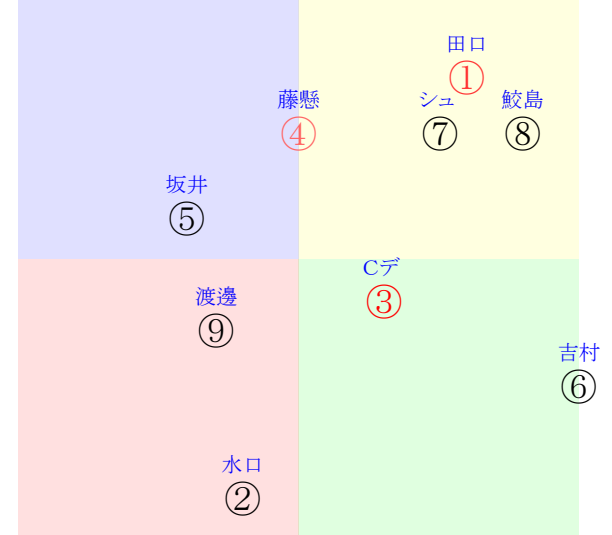 田口
①
藤懸
④
シュ
⑦
鮫島
⑧
坂井
⑤
Cデ
③
渡邊
⑨
吉村
⑥
水口
②